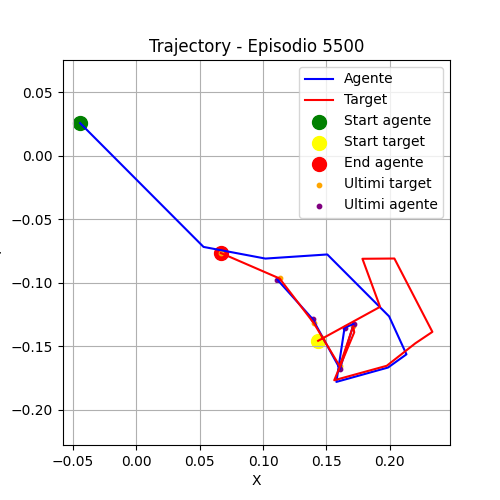 Trajectory - Episodio 5500
Agente
Target
Start agente
Start target
End agente
Ultimi target
Ultimi agente
0.05
0.00
−0.05
−0.10
−0.15
−0.20
−0.05
0.00
0.05
0.10
0.15
0.20
X